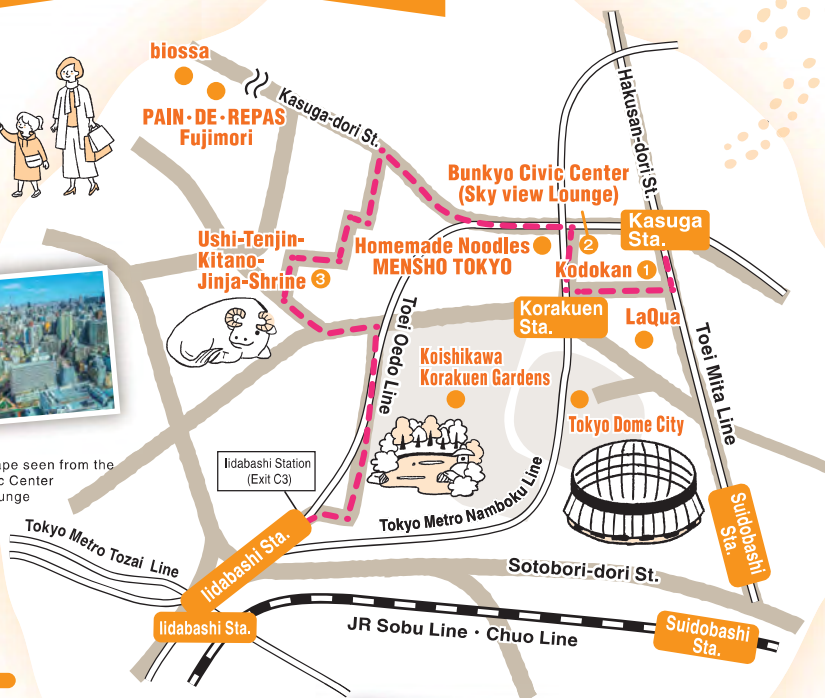 biossa
PAIN・DE・REPAS
Fujimori
Kasuga-dori St.
Hakusan-dori St.
Bunkyo Civic Center
(Sky view Lounge)
Kasuga
Sta.
2
Ushi-Tenjin-
Kitano-
Jinja-Shrine 3
Homemade Noodles
MENSHO TOKYO
Kodokan 1
Korakuen
Sta.
LaQua
Toei Oedo Line
Toei Mita Line
Koishikawa
Korakuen Gardens
Tokyo Dome City
ape seen from the
ic Center
unge
Iidabashi Station
(Exit C3)
Tokyo Metro Namboku Line
Tokyo Metro Tozai Line
Iidabashi Sta.
Suidobashi
Sta.
Sotobori-dori St.
Iidabashi Sta.
JR Sobu Line・Chuo Line
Suidobashi
Sta.